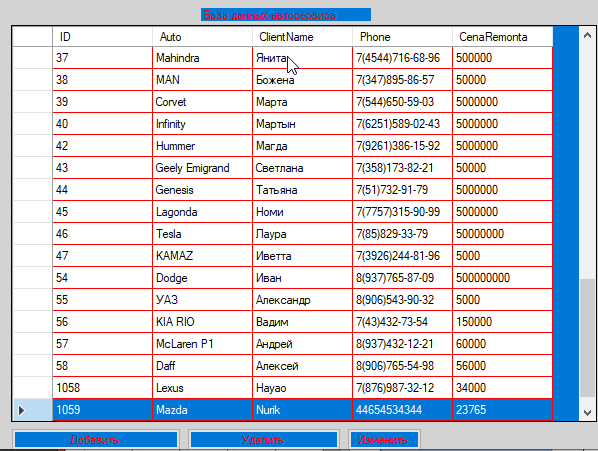 База данных автосервиса
ID Auto ClientName Phone CenaRemonta
37 Mahindra Янита 7(4544)716-68-96 500000
38 MAN Божена 7(347)895-86-57 50000
39 Corvet Марта 7(544)650-59-03 5000000
40 Infinity Мартын 7(6251)589-02-43 5000000
42 Hummer Магда 7(9261)386-15-92 5000000
43 Geely Emigrand Светлана 7(358)173-82-21 50000
44 Genesis Татьяна 7(51)732-91-79 5000000
45 Lagonda Номи 7(7757)315-90-99 5000000
46 Tesla Лаура 7(85)829-33-79 50000000
47 KAMAZ Иветта 7(3926)244-81-96 5000
54 Dodge Иван 8(937)765-87-09 500000000
55 УАЗ Александр 8(906)543-90-32 5000
56 KIA RIO Вадим 7(43)432-73-54 150000
57 McLaren P1 Андрей 8(937)432-12-21 60000
58 Daff Алексей 8(906)765-54-98 56000
1058 Lexus Науао 7(876)987-32-12 34000
1059 Mazda Nurik 44654534344 23765
Добавить Удалить Изменить